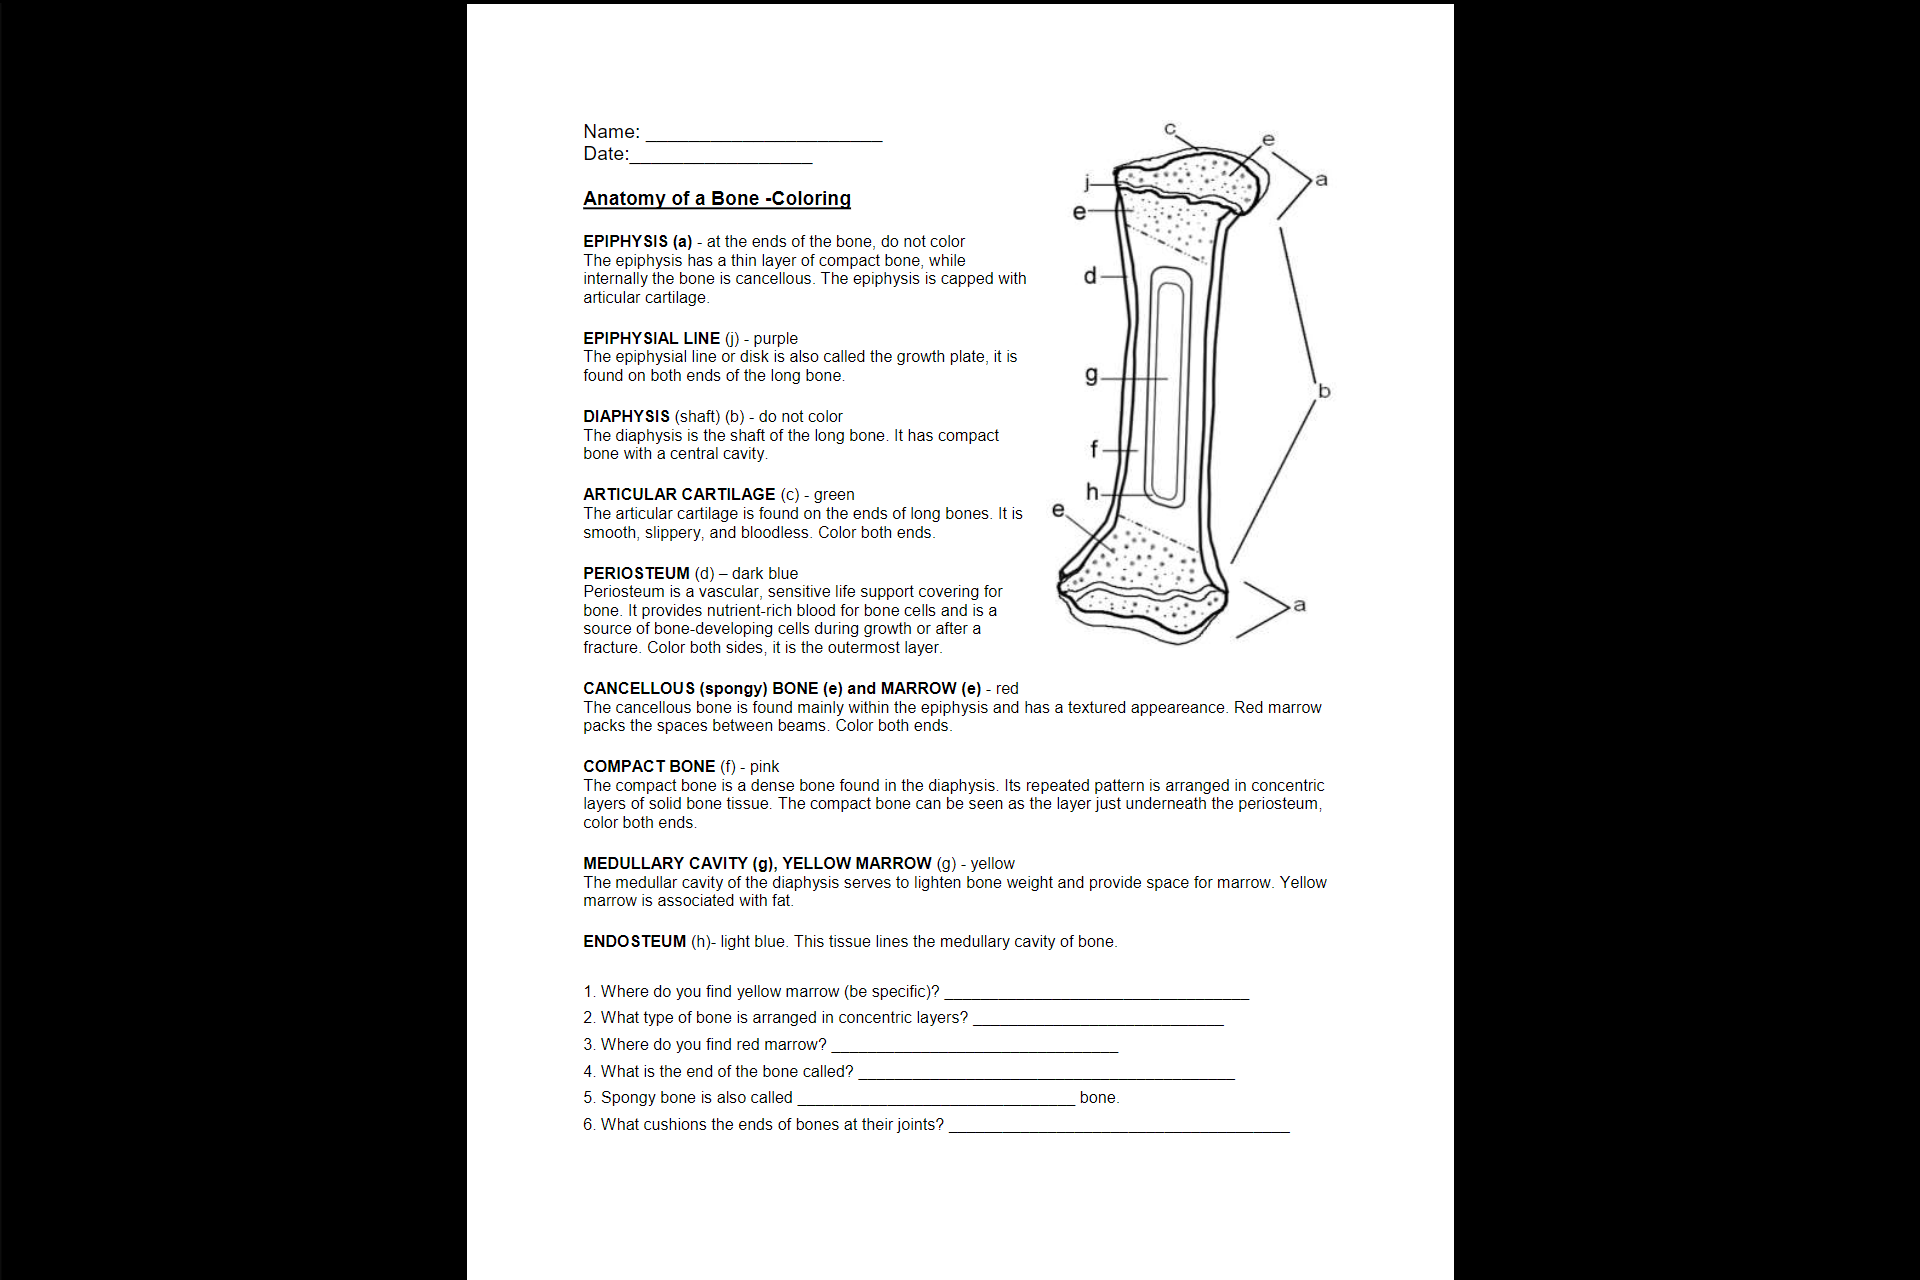 Name: ______________________
Date:_________________
Anatomy of a Bone -Coloring
EPIPHYSIS (a) - at the ends of the bone, do not color
The epiphysis has a thin layer of compact bone, while
internally the bone is cancellous. The epiphysis is capped with
articular cartilage.
EPIPHYSIAL LINE (j) - purple
The epiphysial line or disk is also called the growth plate, it is
found on both ends of the long bone.
DIAPHYSIS (shaft) (b) - do not color
The diaphysis is the shaft of the long bone. It has compact
bone with a central cavity.
ARTICULAR CARTILAGE (c) - green
The articular cartilage is found on the ends of long bones. It is
smooth, slippery, and bloodless. Color both ends.
PERIOSTEUM (d) – dark blue
Periosteum is a vascular, sensitive life support covering for
bone. It provides nutrient-rich blood for bone cells and is a
source of bone-developing cells during growth or after a
fracture. Color both sides, it is the outermost layer.
c
e
a
j
e
d
g
b
f
h
e
a
CANCELLOUS (spongy) BONE (e) and MARROW (e) - red
The cancellous bone is found mainly within the epiphysis and has a textured appeareance. Red marrow
packs the spaces between beams. Color both ends.
COMPACT BONE (f) - pink
The compact bone is a dense bone found in the diaphysis. Its repeated pattern is arranged in concentric
layers of solid bone tissue. The compact bone can be seen as the layer just underneath the periosteum,
color both ends.
MEDULLARY CAVITY (g), YELLOW MARROW (g) - yellow
The medullar cavity of the diaphysis serves to lighten bone weight and provide space for marrow. Yellow
marrow is associated with fat.
ENDOSTEUM (h)- light blue. This tissue lines the medullary cavity of bone.
1. Where do you find yellow marrow (be specific)? __________________________________
2. What type of bone is arranged in concentric layers? ____________________________
3. Where do you find red marrow? ________________________________
4. What is the end of the bone called? __________________________________________
5. Spongy bone is also called _______________________________ bone.
6. What cushions the ends of bones at their joints? ______________________________________